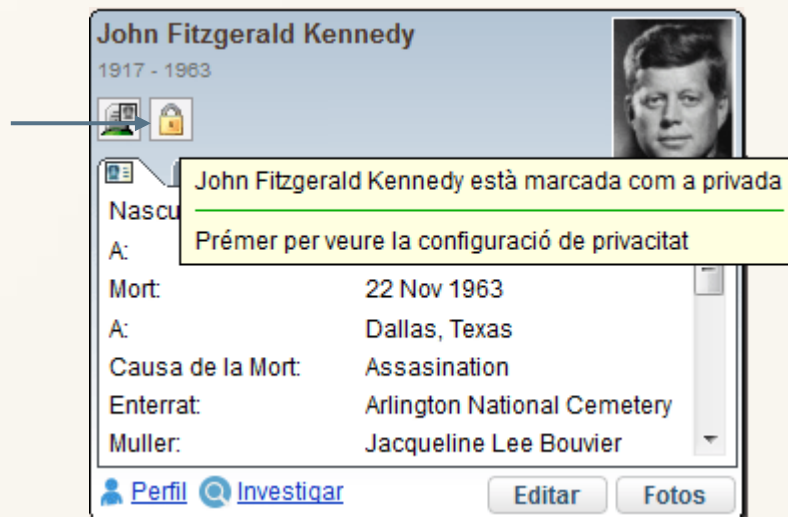 John Fitzgerald Kennedy
1917 - 1963
John Fitzgerald Kennedy està marcada com a privada
Prémer per veure la configuració de privacitat
Nascu
A:
Mort: 22 Nov 1963
A: Dallas, Texas
Causa de la Mort: Assasination
Enterrat: Arlington National Cemetery
Muller: Jacqueline Lee Bouvier
Perfil Investigar Editar Fotos